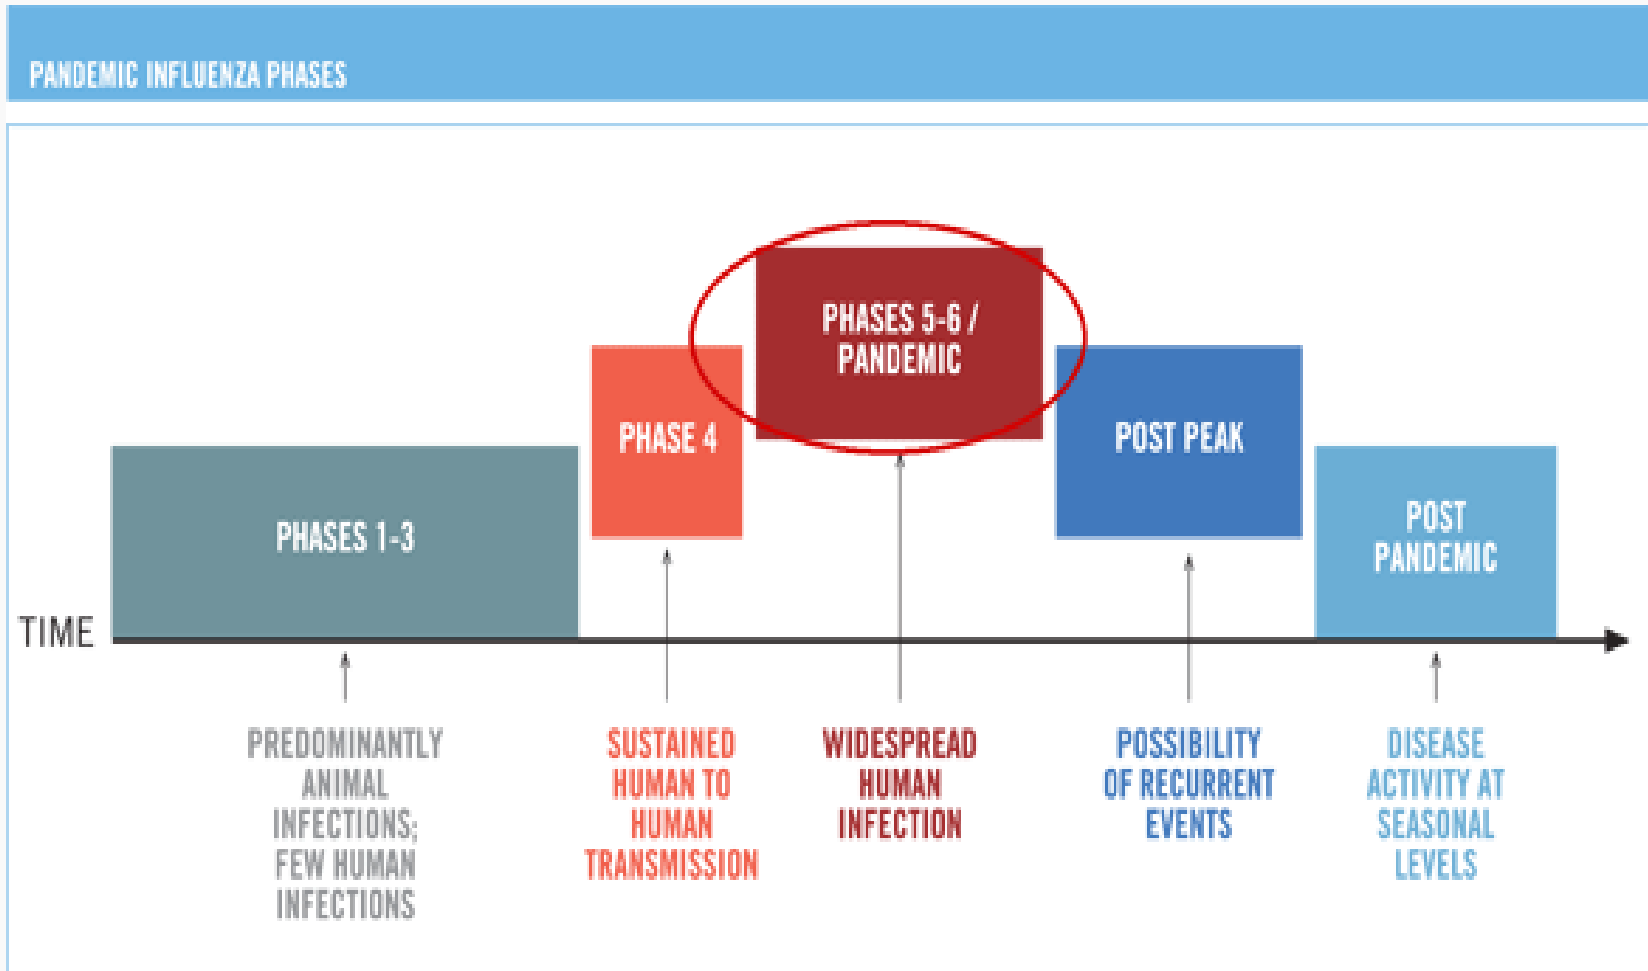 PANDEMIC INFLUENZA PHASES
PHASES 5-6 /
PANDEMIC
PHASE 4
POST PEAK
PHASES 1-3
POST
PANDEMIC
TIME
PREDOMINANTLY
ANIMAL
INFECTIONS;
FEW HUMAN
INFECTIONS
SUSTAINED
HUMAN TO
HUMAN
TRANSMISSION
WIDESPREAD
HUMAN
INFECTION
POSSIBILITY
OF RECURRENT
EVENTS
DISEASE
ACTIVITY AT
SEASONAL
LEVELS